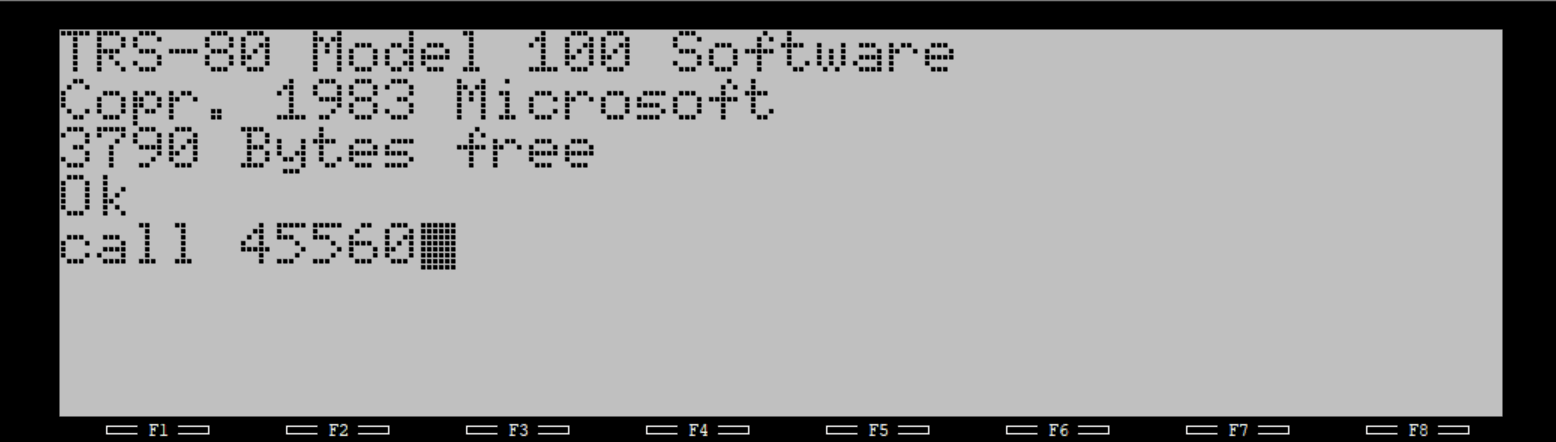 TRS-80 Model 100 Software
Copr. 1983 Microsoft
3790 Bytes free
Ok
call 45560
F1 F2 F3 F4 F5 F6 F7 F8